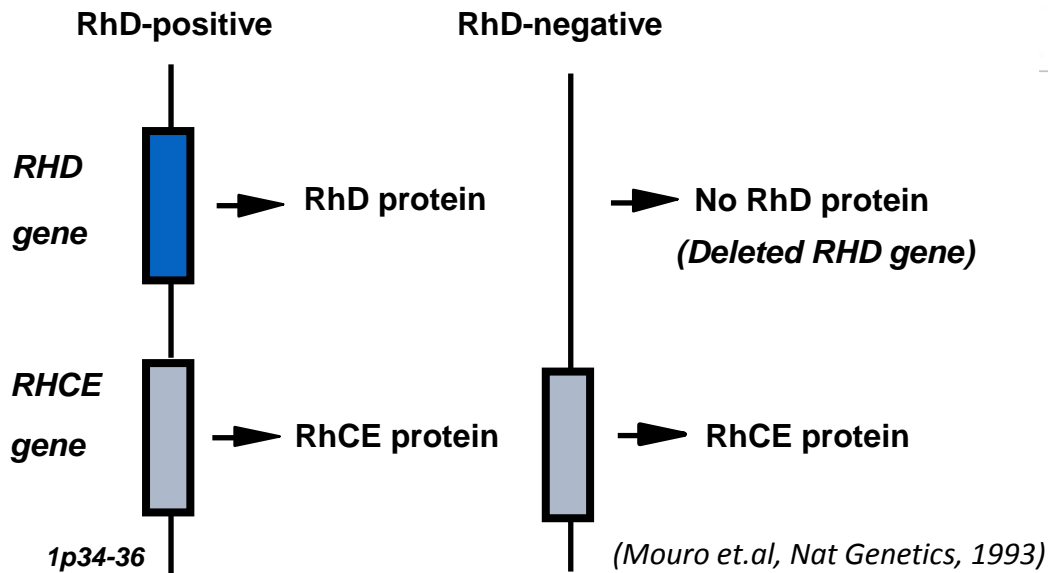 RhD-positive
RhD-negative
RHD
gene
RhD protein
No RhD protein
(Deleted RHD gene)
RHCE
gene
RhCE protein
RhCE protein
1p34-36
(Mouro et.al, Nat Genetics, 1993)